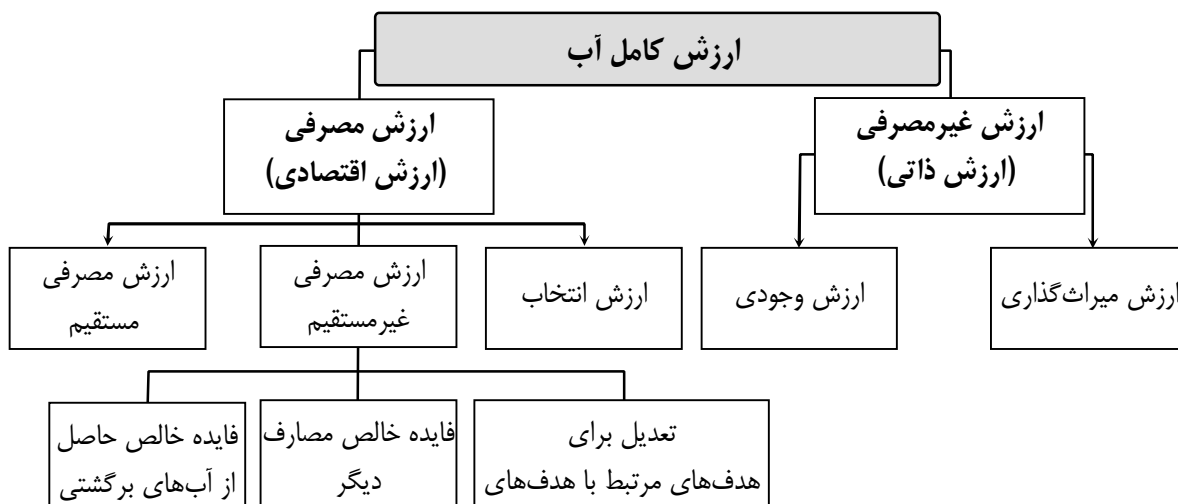 ارزش کامل آب
ارزش غیرمصرفی
(ارزش ذاتی)
ارزش مصرفی
(ارزش اقتصادی)
ارزش میراث‌گذاری
ارزش وجودی
ارزش انتخاب
ارزش مصرفی
غیرمستقیم
ارزش مصرفی
مستقیم
تعدیل برای
هدف‌های مرتبط با هدف‌های
فایده خالص مصارف
دیگر
فایده خالص حاصل
از آب‌های برگشتی